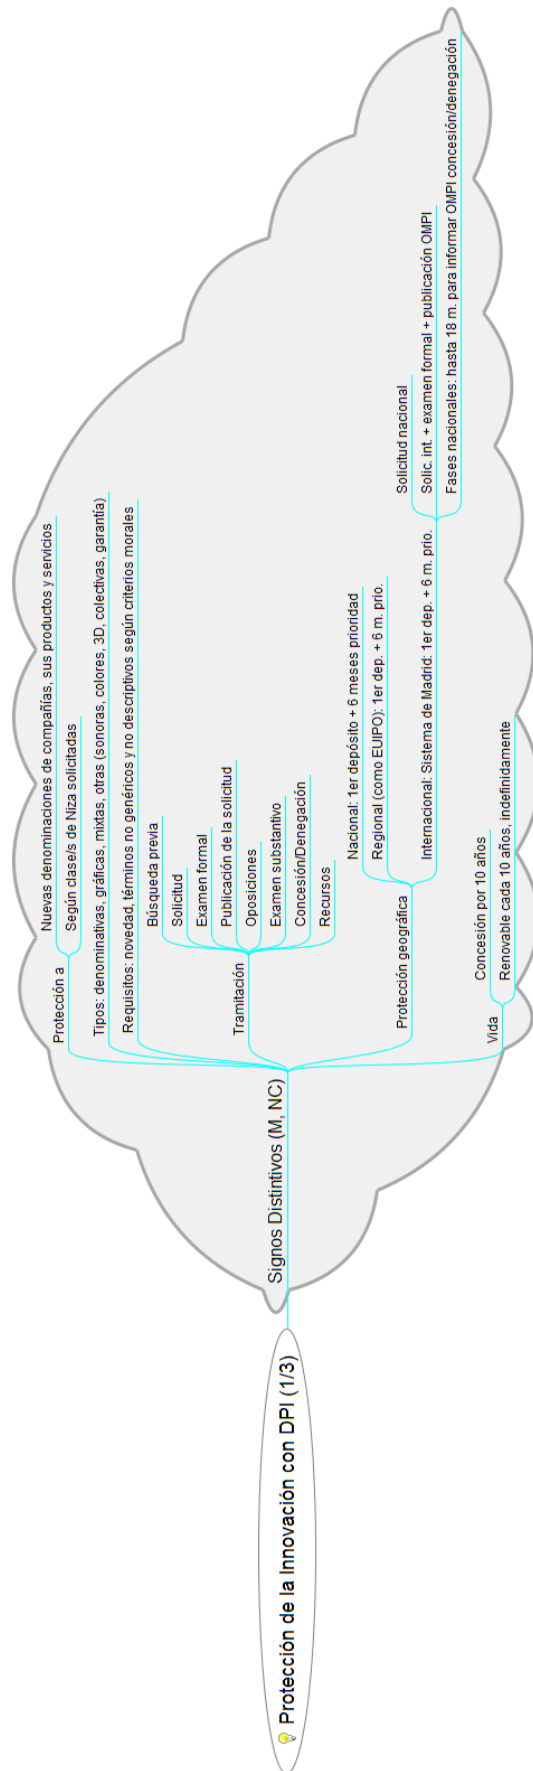 Protección de la Innovación con DPI (1/3)
Signos Distintivos (M, NC)
Protección a
Nuevas denominaciones de compañías, sus productos y servicios
Según clase/s de Niza solicitadas
Tipos: denominativas, gráficas, mixtas, otras (sonoras, colores, 3D, colectivas, garantía)
Requisitos: novedad, términos no genéricos y no descriptivos según criterios morales
Tramitación
Búsqueda previa
Solicitud
Examen formal
Publicación de la solicitud
Oposiciones
Examen substantivo
Concesión/Denegación
Recursos
Protección geográfica
Nacional: 1er depósito + 6 meses prioridad
Regional (como EUIPO): 1er dep. + 6 m. prio.
Internacional: Sistema de Madrid: 1er dep. + 6 m. prio.
Solicitud nacional
Solic. int. + examen formal + publicación OMPI
Fases nacionales: hasta 18 m. para informar OMPI concesión/denegación
Vida
Concesión por 10 años
Renovable cada 10 años, indefinidamente